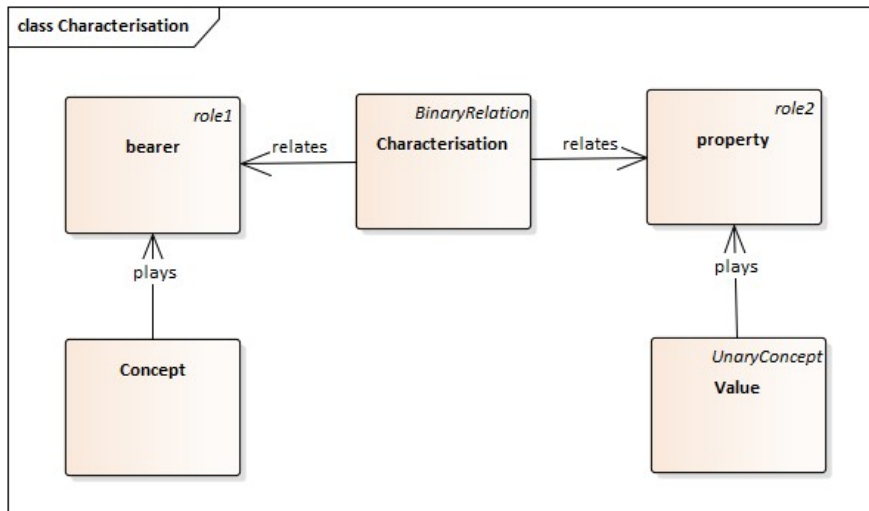 class Characterisation
role1
bearer
BinaryRelation
Characterisation
role2
property
relates
relates
plays
plays
Concept
UnaryConcept
Value